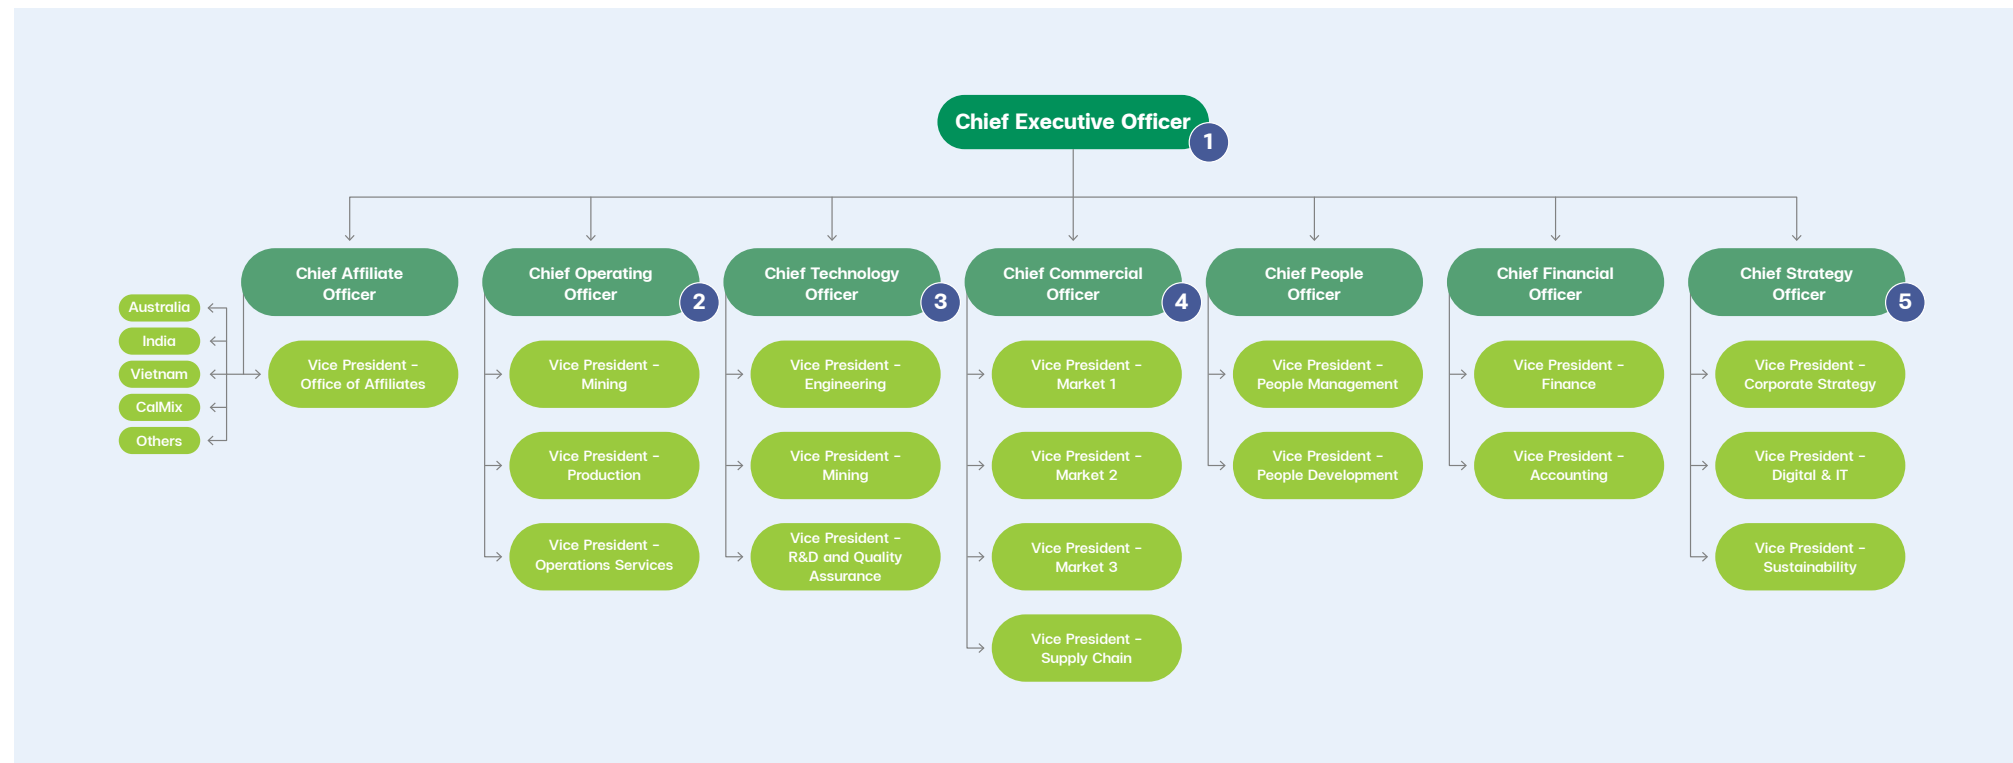 Chief Executive Officer
1
Chief Affiliate
Officer
Australia
India
Vietnam
CalMix
Others
Vice President –
Office of Affiliates
Chief Operating
Officer
2
Vice President –
Mining
Vice President –
Production
Vice President –
Operations Services
Chief Technology
Officer
3
Vice President –
Engineering
Vice President –
Mining
Vice President –
R&D and Quality
Assurance
Chief Commercial
Officer
4
Vice President –
Market 1
Vice President –
Market 2
Vice President –
Market 3
Vice President –
Supply Chain
Chief People
Officer
Vice President –
People Management
Vice President –
People Development
Chief Financial
Officer
Vice President –
Finance
Vice President –
Accounting
Chief Strategy
Officer
5
Vice President –
Corporate Strategy
Vice President –
Digital & IT
Vice President –
Sustainability